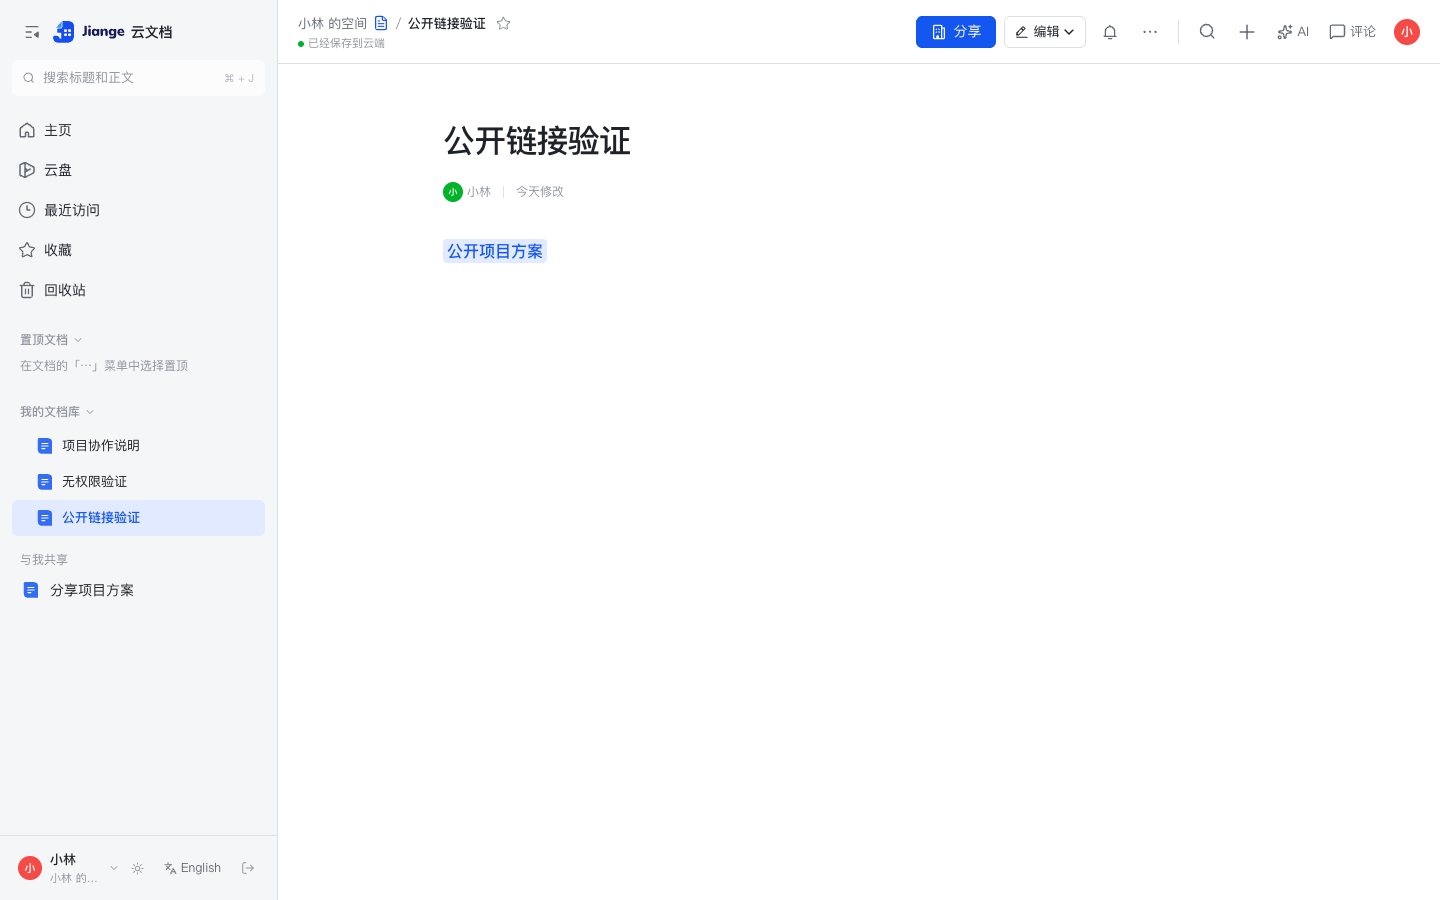 Jiange 云文档
搜索标题和正文 ⌘ + J
主页
云盘
最近访问
收藏
回收站
置顶文档
在文档的「···」菜单中选择置顶
我的文档库
项目协作说明
无权限验证
公开链接验证
与我共享
分享项目方案
小 小林
小林 的...
English
小林 的空间 / 公开链接验证
已经保存到云端
分享
编辑
AI
评论
小
公开链接验证
小 小林 今天修改
公开项目方案